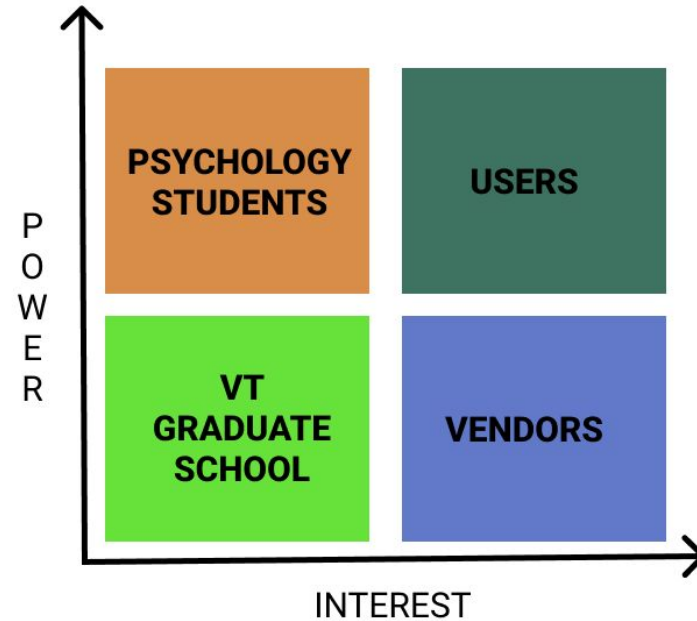 PSYCHOLOGY
STUDENTS
USERS
P
O
W
E
R
VT
GRADUATE
SCHOOL
VENDORS
INTEREST